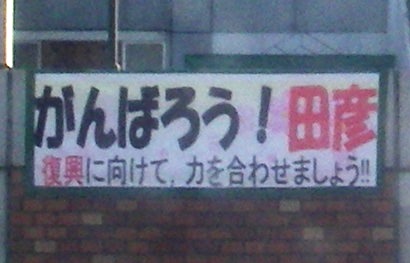 がんばろう！田彦
復興に向けて,力を合わせましょう!!